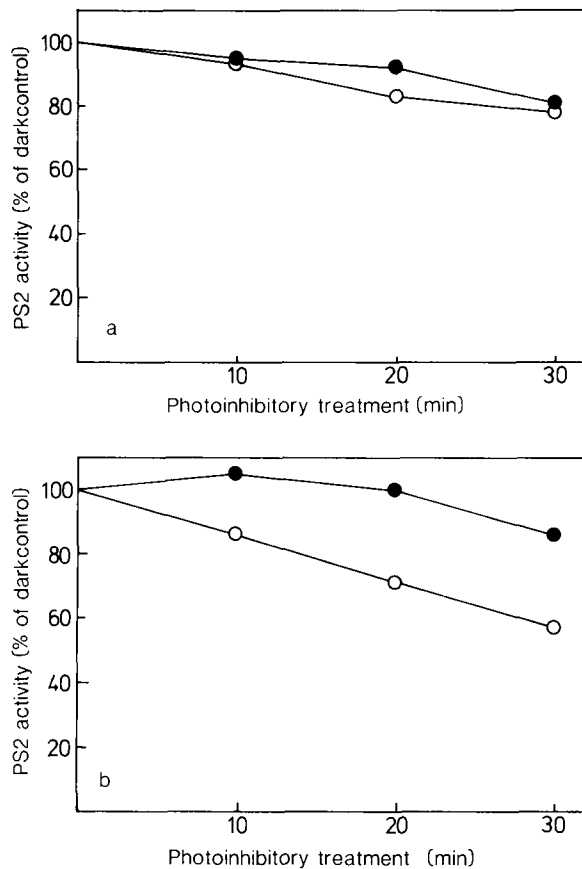 100
80
60
40
20
PS2 activity (% of darkcontrol)
a
10 20 30
Photoinhibitory treatment (min)
100
80
60
40
20
PS2 activity (% of darkcontrol)
b
10 20 30
Photoinhibitory treatment (min)